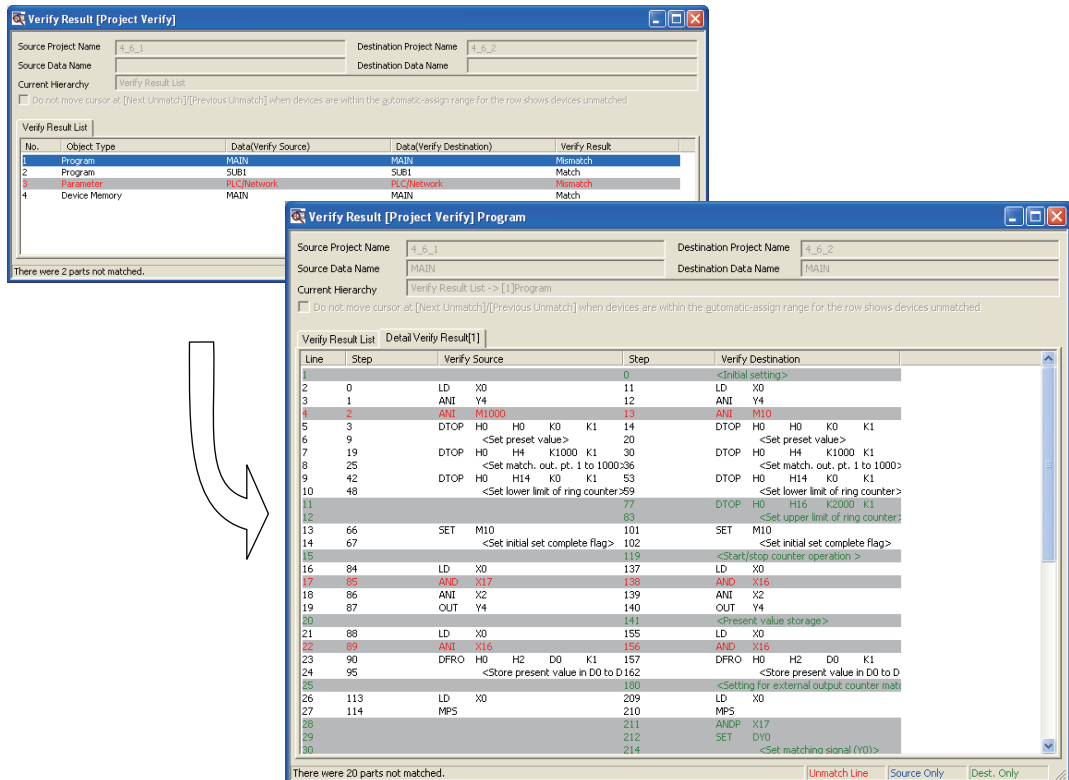 Verify Result [Project Verify]
Source Project Name 4_6_1 Destination Project Name 4_6_2
Source Data Name Destination Data Name
Current Hierarchy Verify Result List
Do not move cursor at [Next Unmatch]/[Previous Unmatch] when devices are within the automatic-assign range for the row shows devices unmatched
Verify Result List
No. Object Type Data(Verify Source) Data(Verify Destination) Verify Result
1 Program MAIN MAIN Mismatch
2 Program SUB1 SUB1 Match
3 Parameter PLC/Network PLC/Network Mismatch
4 Device Memory MAIN MAIN Match
There were 2 parts not matched.
Verify Result [Project Verify] Program
Source Project Name 4_6_1 Destination Project Name 4_6_2
Source Data Name MAIN Destination Data Name MAIN
Current Hierarchy Verify Result List -> [1]Program
Do not move cursor at [Next Unmatch]/[Previous Unmatch] when devices are within the automatic-assign range for the row shows devices unmatched
Verify Result List Detail Verify Result[1]
Line Step Verify Source Step Verify Destination
1 0 <Initial setting>
2 0 LD X0 11 LD X0
3 1 ANI Y4 12 ANI Y4
4 2 ANI M1000 13 ANI M10
5 3 DTOP H0 H0 K0 K1 14 DTOP H0 H0 K0 K1
6 9 <Set preset value> 20 <Set preset value>
7 19 DTOP H0 H4 K1000 K1 30 DTOP H0 H4 K1000 K1
8 25 <Set match. out. pt. 1 to 1000> 36 <Set match. out. pt. 1 to 1000>
9 42 DTOP H0 H14 K0 K1 53 DTOP H0 H14 K0 K1
10 48 <Set lower limit of ring counter> 59 <Set lower limit of ring counter>
11 77 DTOP H0 H16 K2000 K1
12 83 <Set upper limit of ring counter>
13 66 SET M10 101 SET M10
14 67 <Set initial set complete flag> 102 <Set initial set complete flag>
15 119 <Start/stop counter operation >
16 84 LD X0 137 LD X0
17 85 AND X17 138 AND X16
18 86 ANI X2 139 ANI X2
19 87 OUT Y4 140 OUT Y4
20 141 <Present value storage>
21 88 LD X0 155 LD X0
22 89 ANI X16 156 AND X16
23 90 DFRO H0 H2 D0 K1 157 DFRO H0 H2 D0 K1
24 95 <Store present value in D0 to D 162 <Store present value in D0 to D
25 180 <Setting for external output counter mat
26 113 LD X0 209 LD X0
27 114 MPS 210 MPS
28 211 ANDP X17
29 212 SET DY0
30 214 <Set matching signal (Y0)>
There were 20 parts not matched. Unmatch Line Source Only Dest. Only